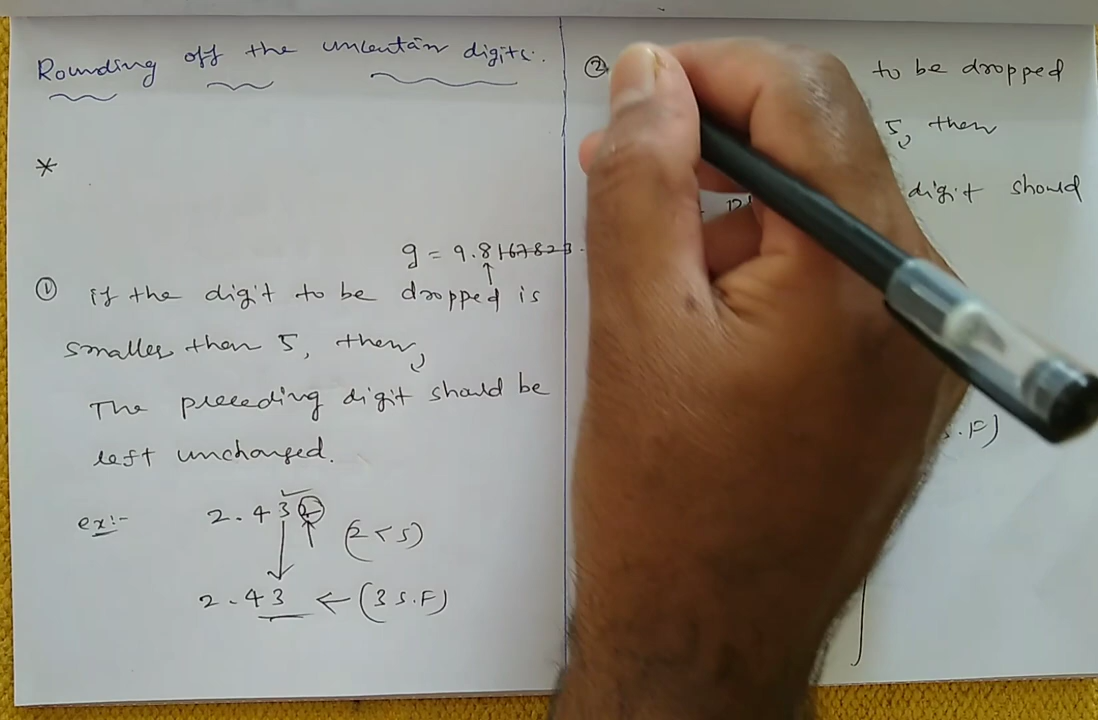 Rounding off the uncertain digits.
*
g = 9.8167823.
① if the digit to be dropped is
smaller than 5, then,
The preceding digit should be
left unchanged.
ex:- 2.432
(2 < 5)
2.43 ← (3 S.F)
②
to be dropped
5, then
digit should
.F)